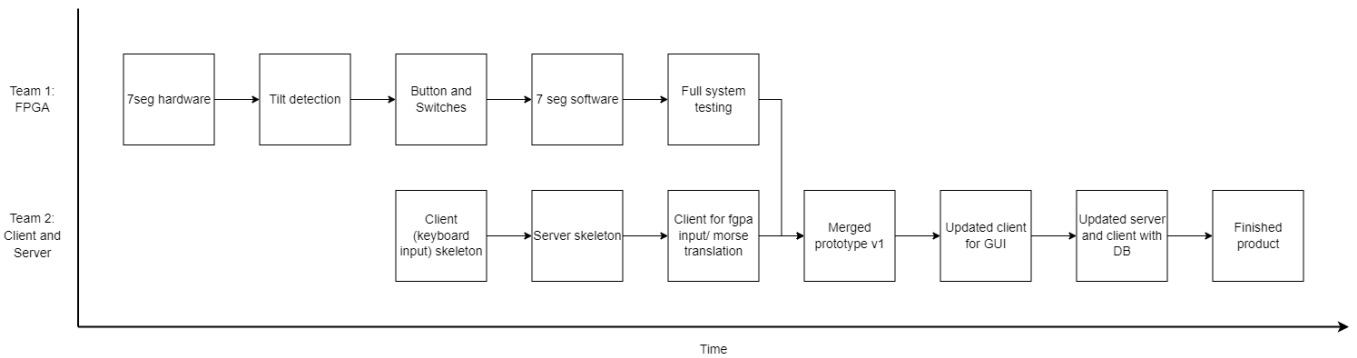 Team 1:
FPGA
7seg hardware
Tilt detection
Button and
Switches
7 seg software
Full system
testing
Team 2:
Client and
Server
Client
(keyboard
input) skeleton
Server skeleton
Client for fgpa
input/ morse
translation
Merged
prototype v1
Updated client
for GUI
Updated server
and client with
DB
Finished
product
Time